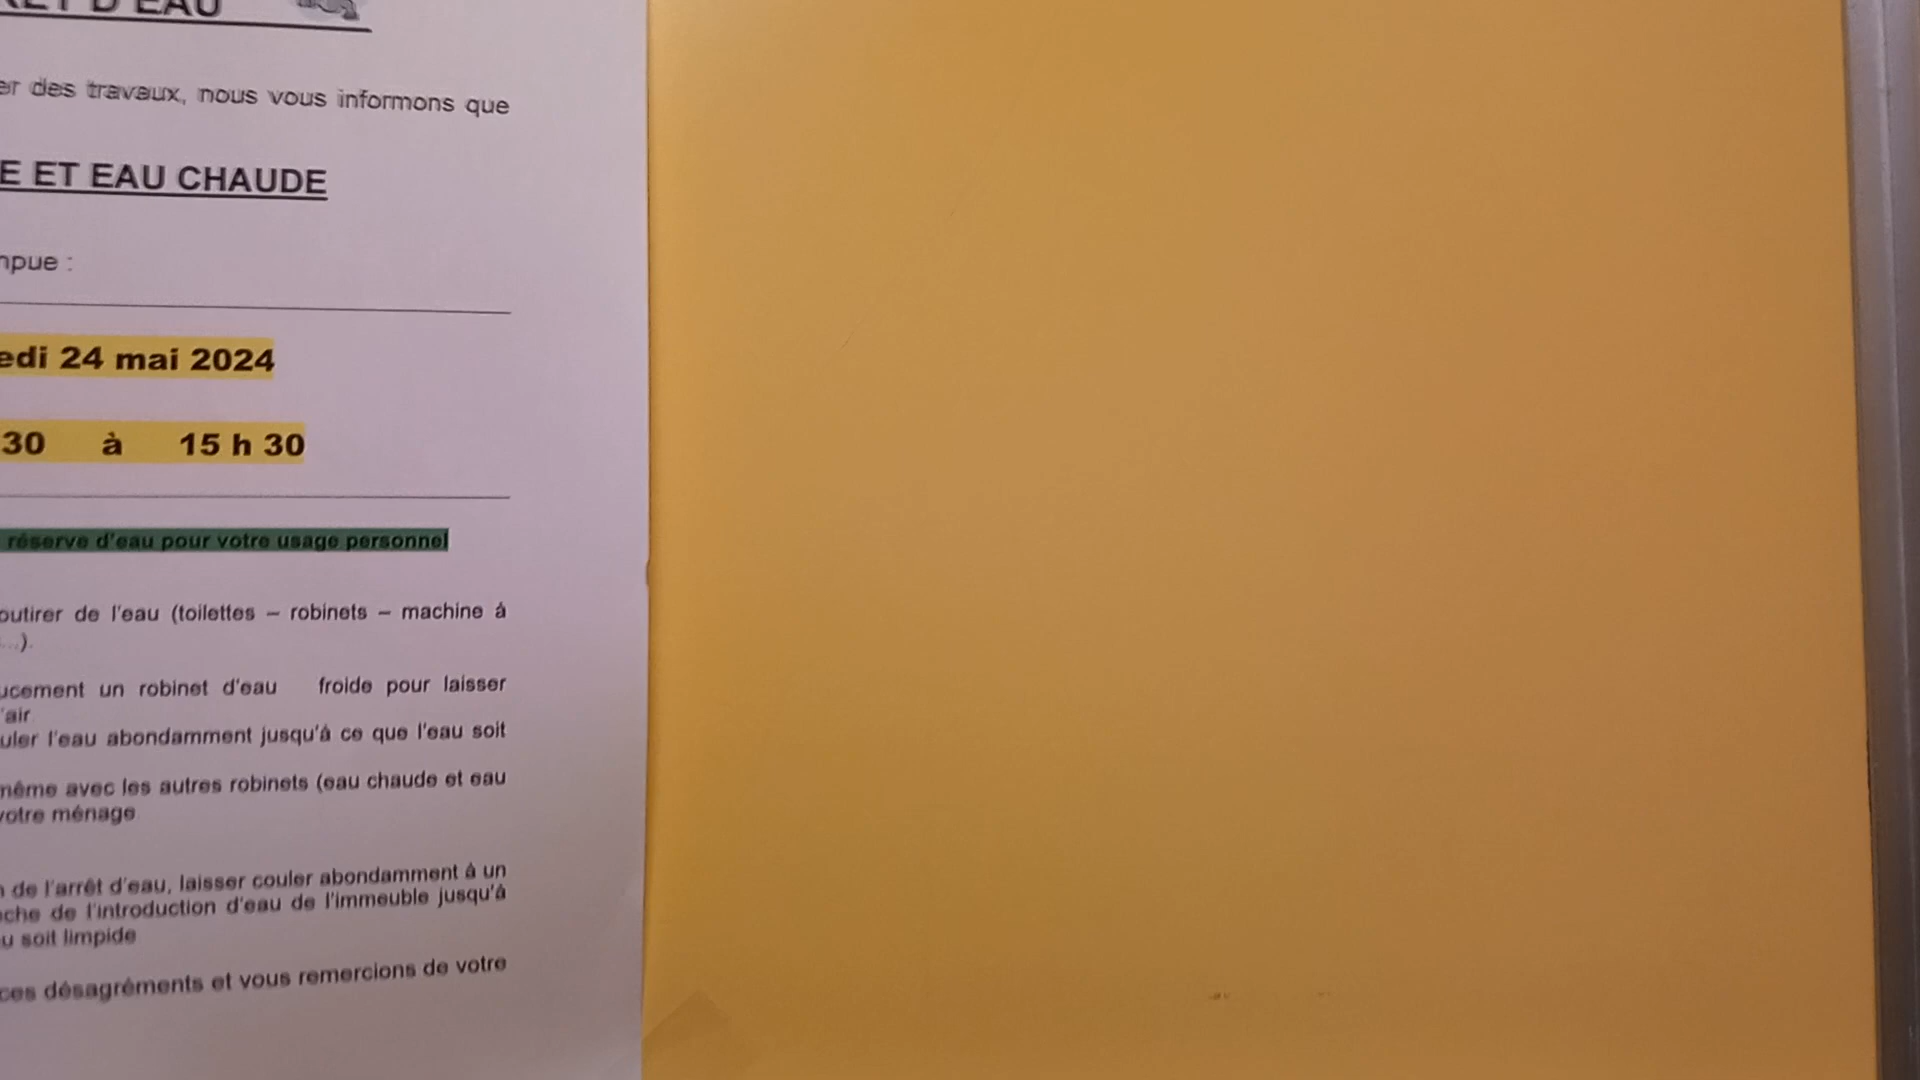 D'EAU
des travaux, nous vous informons que
E ET EAU CHAUDE
mpue :
edi 24 mai 2024
30 à 15 h 30
réserve d'eau pour votre usage personnel
outirer de l'eau (toilettes – robinets – machine à
...).
ucement un robinet d'eau froide pour laisser
'air
uler l'eau abondamment jusqu'à ce que l'eau soit
même avec les autres robinets (eau chaude et eau
votre ménage
de l'arrêt d'eau, laisser couler abondamment à un
oche de l'introduction d'eau de l'immeuble jusqu'à
u soit limpide
ces désagréments et vous remercions de votre